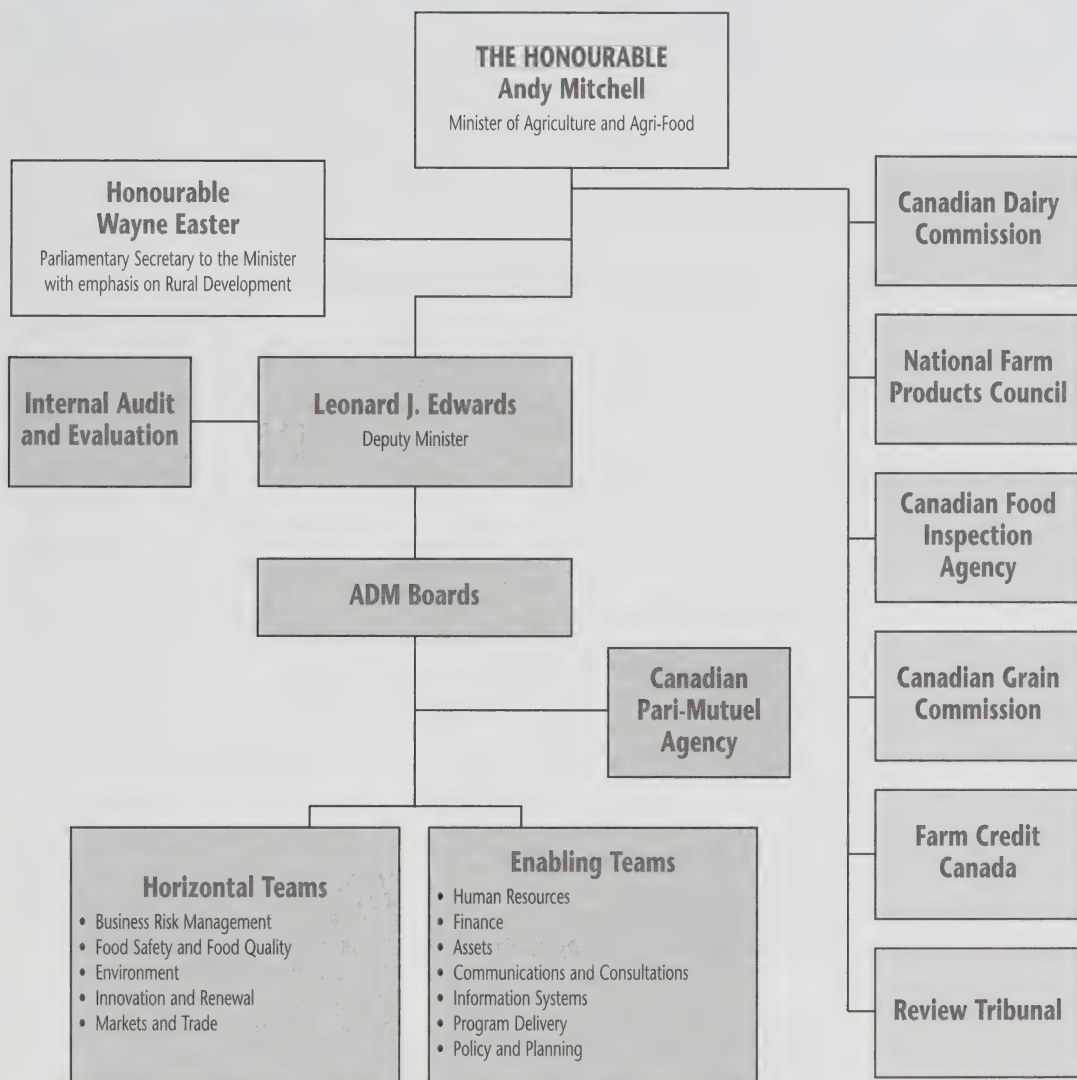 THE HONOURABLE
Andy Mitchell
Minister of Agriculture and Agri-Food
Honourable
Wayne Easter
Parliamentary Secretary to the Minister
with emphasis on Rural Development
Internal Audit
and Evaluation
Leonard J. Edwards
Deputy Minister
ADM Boards
Canadian
Pari-Mutuel
Agency
Horizontal Teams
• Business Risk Management
• Food Safety and Food Quality
• Environment
• Innovation and Renewal
• Markets and Trade
Enabling Teams
• Human Resources
• Finance
• Assets
• Communications and Consultations
• Information Systems
• Program Delivery
• Policy and Planning
Canadian Dairy
Commission
National Farm
Products Council
Canadian Food
Inspection
Agency
Canadian Grain
Commission
Farm Credit
Canada
Review Tribunal